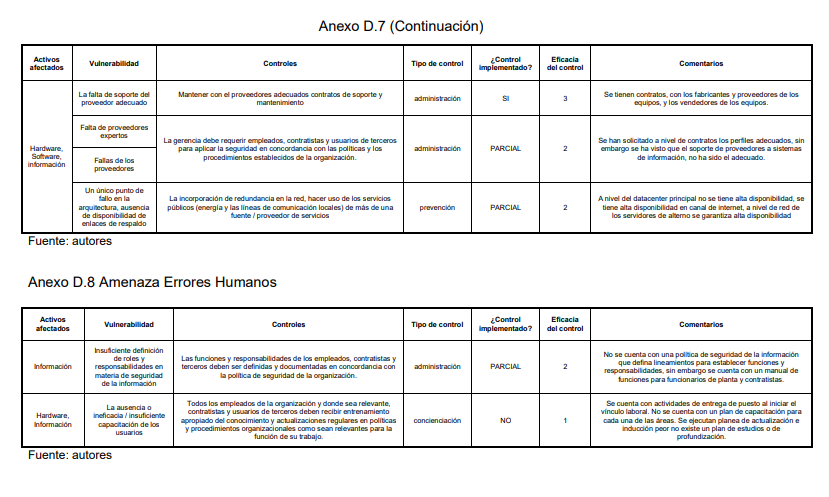 Anexo D.7 (Continuación)
Activos afectados
Vulnerabilidad
Controles
Tipo de control
¿Control implementado?
Eficacia del control
Comentarios
Hardware, Software, información
La falta de soporte del proveedor adecuado
Mantener con el proveedores adecuados contratos de soporte y mantenimiento
administración
SI
3
Se tienen contratos, con los fabricantes y proveedores de los equipos, y los vendedores de los equipos.
Falta de proveedores expertos
Fallas de los proveedores
La gerencia debe requerir empleados, contratistas y usuarios de terceros para aplicar la seguridad en concordancia con las políticas y los procedimientos establecidos de la organización.
administración
PARCIAL
2
Se han solicitado a nivel de contratos los perfiles adecuados, sin embargo se ha visto que el soporte de proveedores a sistemas de información, no ha sido el adecuado.
Un único punto de fallo en la arquitectura, ausencia de disponibilidad de enlaces de respaldo
La incorporación de redundancia en la red, hacer uso de los servicios públicos (energía y las líneas de comunicación locales) de más de una fuente / proveedor de servicios
prevención
PARCIAL
2
A nivel del datacenter principal no se tiene alta disponibilidad, se tiene alta disponibilidad en canal de internet, a nivel de red de los servidores de alterno se garantiza alta disponibilidad
Fuente: autores
Anexo D.8 Amenaza Errores Humanos
Activos afectados
Vulnerabilidad
Controles
Tipo de control
¿Control implementado?
Eficacia del control
Comentarios
Información
Insuficiente definición de roles y responsabilidades en materia de seguridad de la información
Las funciones y responsabilidades de los empleados, contratistas y terceros deben ser definidas y documentadas en concordancia con la política de seguridad de la organización.
administración
PARCIAL
2
No se cuenta con una política de seguridad de la información que defina lineamientos para establecer funciones y responsabilidades, sin embargo se cuenta con un manual de funciones para funcionarios de planta y contratistas.
Hardware, Información
La ausencia o ineficacia / insuficiente capacitación de los usuarios
Todos los empleados de la organización y donde sea relevante, contratistas y usuarios de terceros deben recibir entrenamiento apropiado del conocimiento y actualizaciones regulares en políticas y procedimientos organizacionales como sean relevantes para la función de su trabajo.
concienciación
NO
1
Se cuenta con actividades de entrega de puesto al iniciar el vínculo laboral. No se cuenta con un plan de capacitación para cada una de las áreas. Se ejecutan planea de actualización e inducción peor no existe un plan de estudios o de profundización.
Fuente: autores